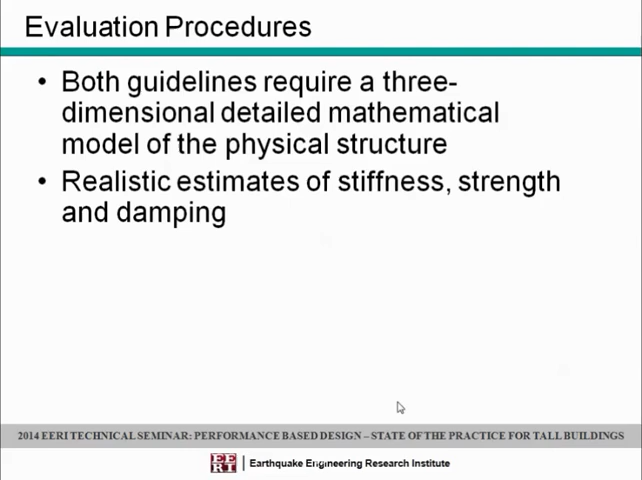 Evaluation Procedures
• Both guidelines require a three-
dimensional detailed mathematical
model of the physical structure
• Realistic estimates of stiffness, strength
and damping
2014 EERI TECHNICAL SEMINAR: PERFORMANCE BASED DESIGN – STATE OF THE PRACTICE FOR TALL BUILDINGS
EERI | Earthquake Engineering Research Institute